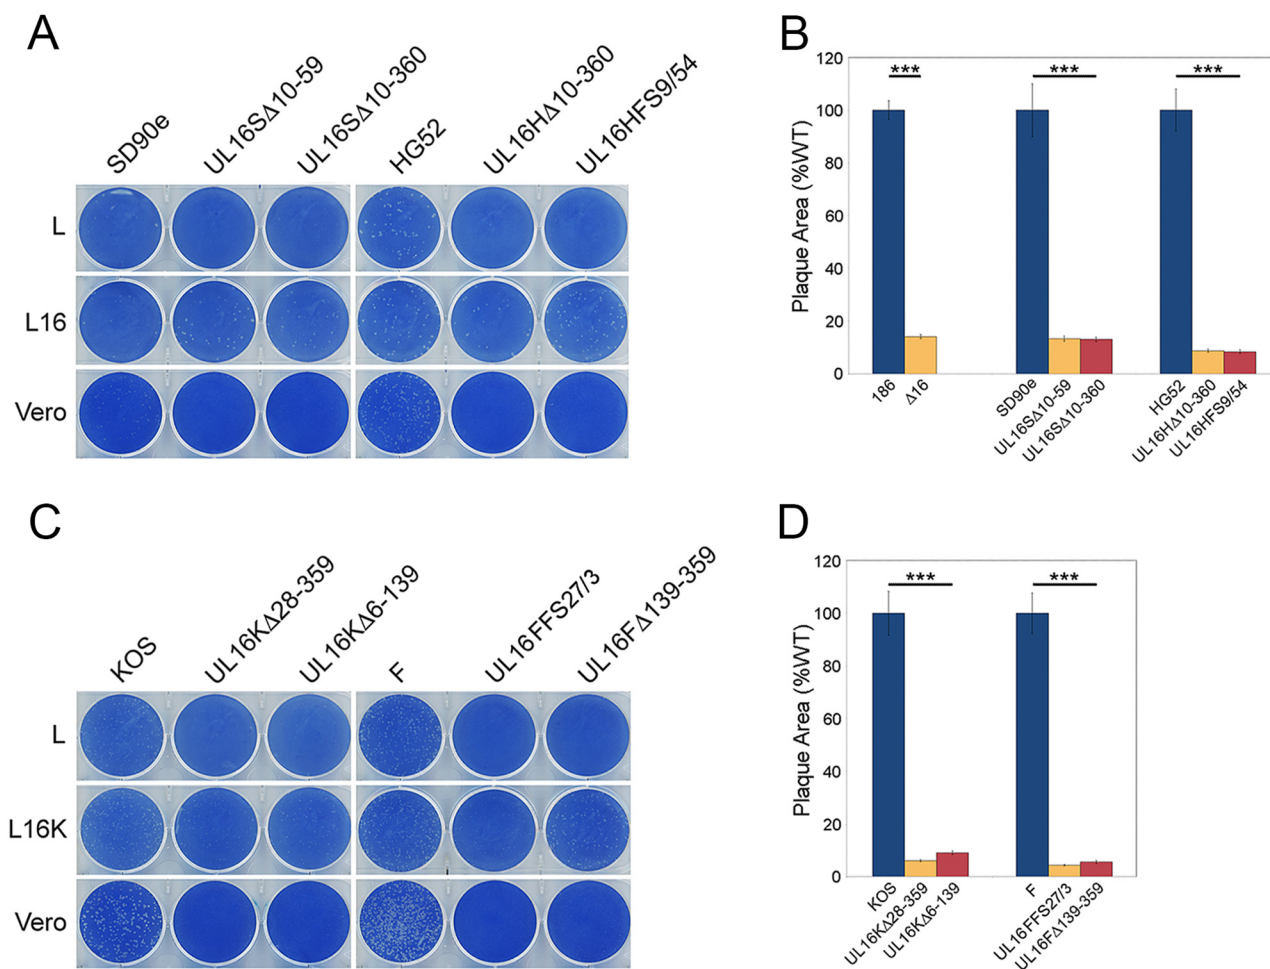 A
SD90e
UL16SΔ10-59
UL16SΔ10-360
HG52
UL16HΔ10-360
UL16HFS9/54
L
L16
Vero
B
120
100
80
60
40
20
0
Plaque Area (%WT)
***
***
***
186
Δ16
SD90e
UL16SΔ10-59
UL16SΔ10-360
HG52
UL16HΔ10-360
UL16HFS9/54
C
KOS
UL16KΔ28-359
UL16KΔ6-139
F
UL16FFS27/3
UL16FΔ139-359
L
L16K
Vero
D
120
100
80
60
40
20
0
Plaque Area (%WT)
***
***
KOS
UL16KΔ28-359
UL16KΔ6-139
F
UL16FFS27/3
UL16FΔ139-359